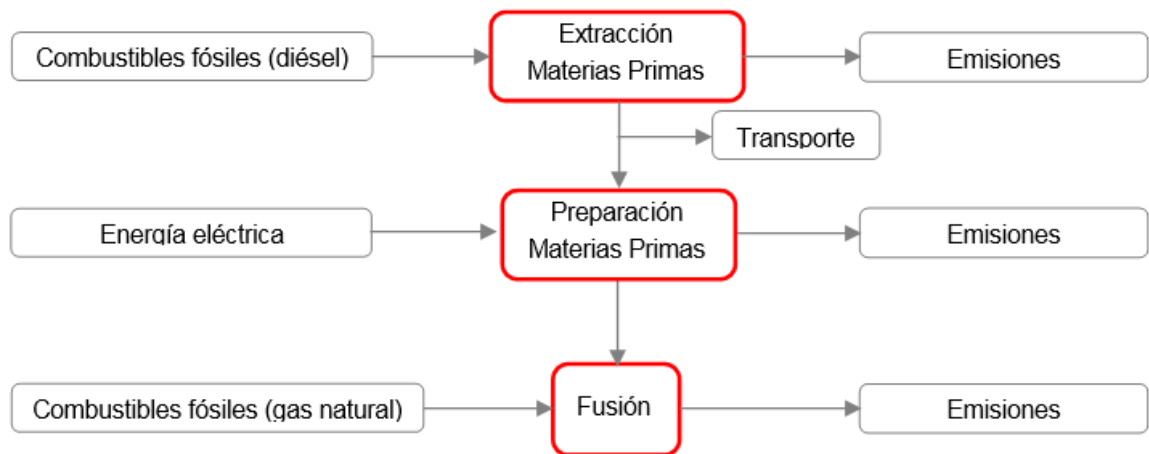 Combustibles fósiles (diésel)
Extracción
Materias Primas
Emisiones
Transporte
Energía eléctrica
Preparación
Materias Primas
Emisiones
Combustibles fósiles (gas natural)
Fusión
Emisiones